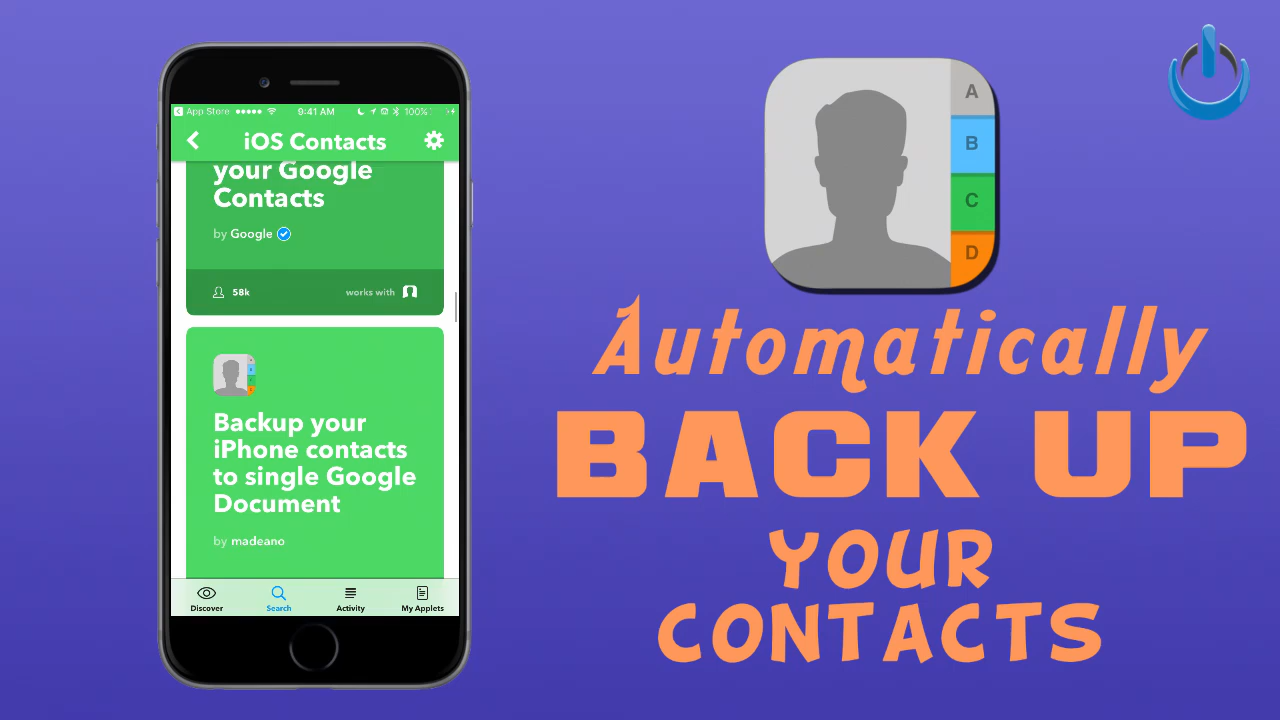 App Store
9:41 AM
100%
iOS Contacts
your Google
Contacts
by Google
58k
works with
Backup your
iPhone contacts
to single Google
Document
by madeano
Discover
Search
Activity
My Applets
A
B
C
D
Automatically
BACK UP
YOUR
CONTACTS